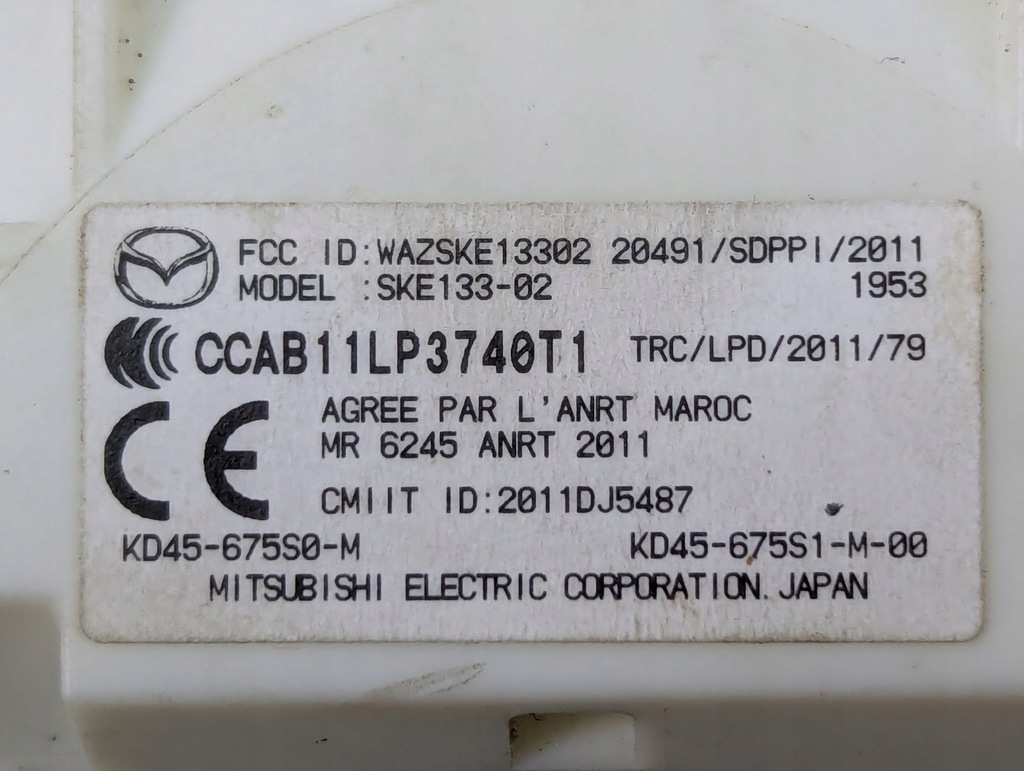 FCC ID:WAZSKE13302 20491/SDPPI/2011
MODEL :SKE133-02 1953
CCAB11LP3740T1 TRC/LPD/2011/79
CE AGREE PAR L'ANRT MAROC
MR 6245 ANRT 2011
CMIIT ID:2011DJ5487
KD45-675S0-M KD45-675S1-M-00
MITSUBISHI ELECTRIC CORPORATION. JAPAN